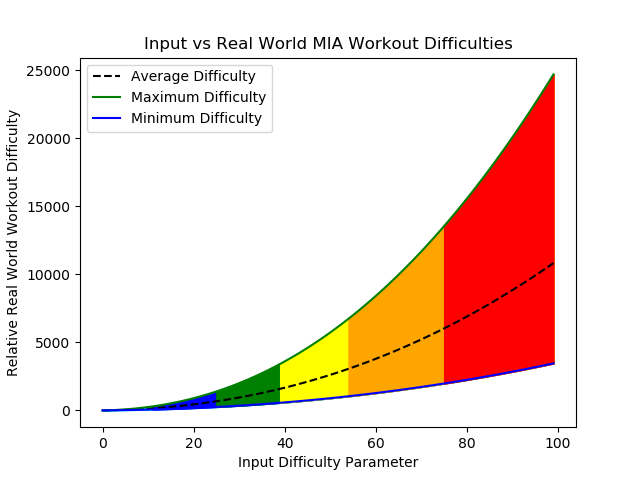 Input vs Real World MIA Workout Difficulties
Average Difficulty
Maximum Difficulty
Minimum Difficulty
25000
20000
15000
10000
5000
0
Relative Real World Workout Difficulty
0 20 40 60 80 100
Input Difficulty Parameter